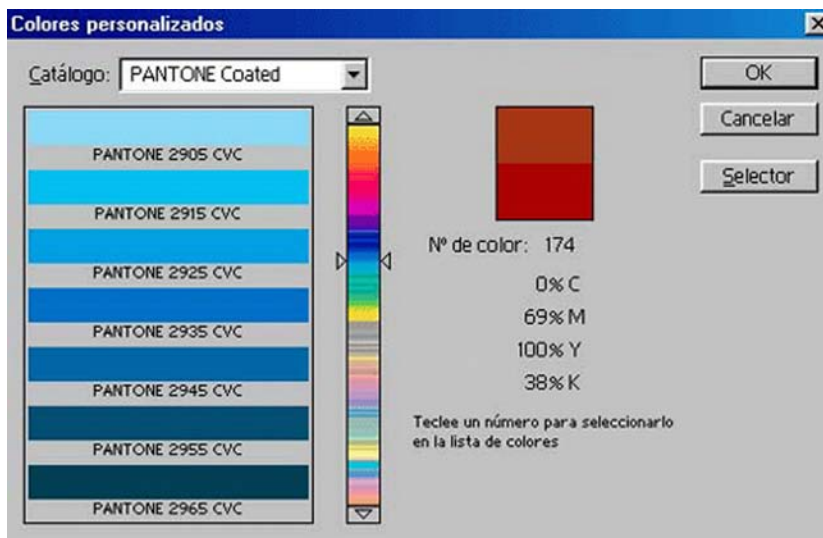 Colores personalizados
Catálogo: PANTONE Coated
OK
Cancelar
Selector
PANTONE 2905 CVC
PANTONE 2915 CVC
PANTONE 2925 CVC
PANTONE 2935 CVC
PANTONE 2945 CVC
PANTONE 2955 CVC
PANTONE 2965 CVC
Nº de color: 174
0% C
69% M
100% Y
38% K
Teclee un número para seleccionarlo
en la lista de colores